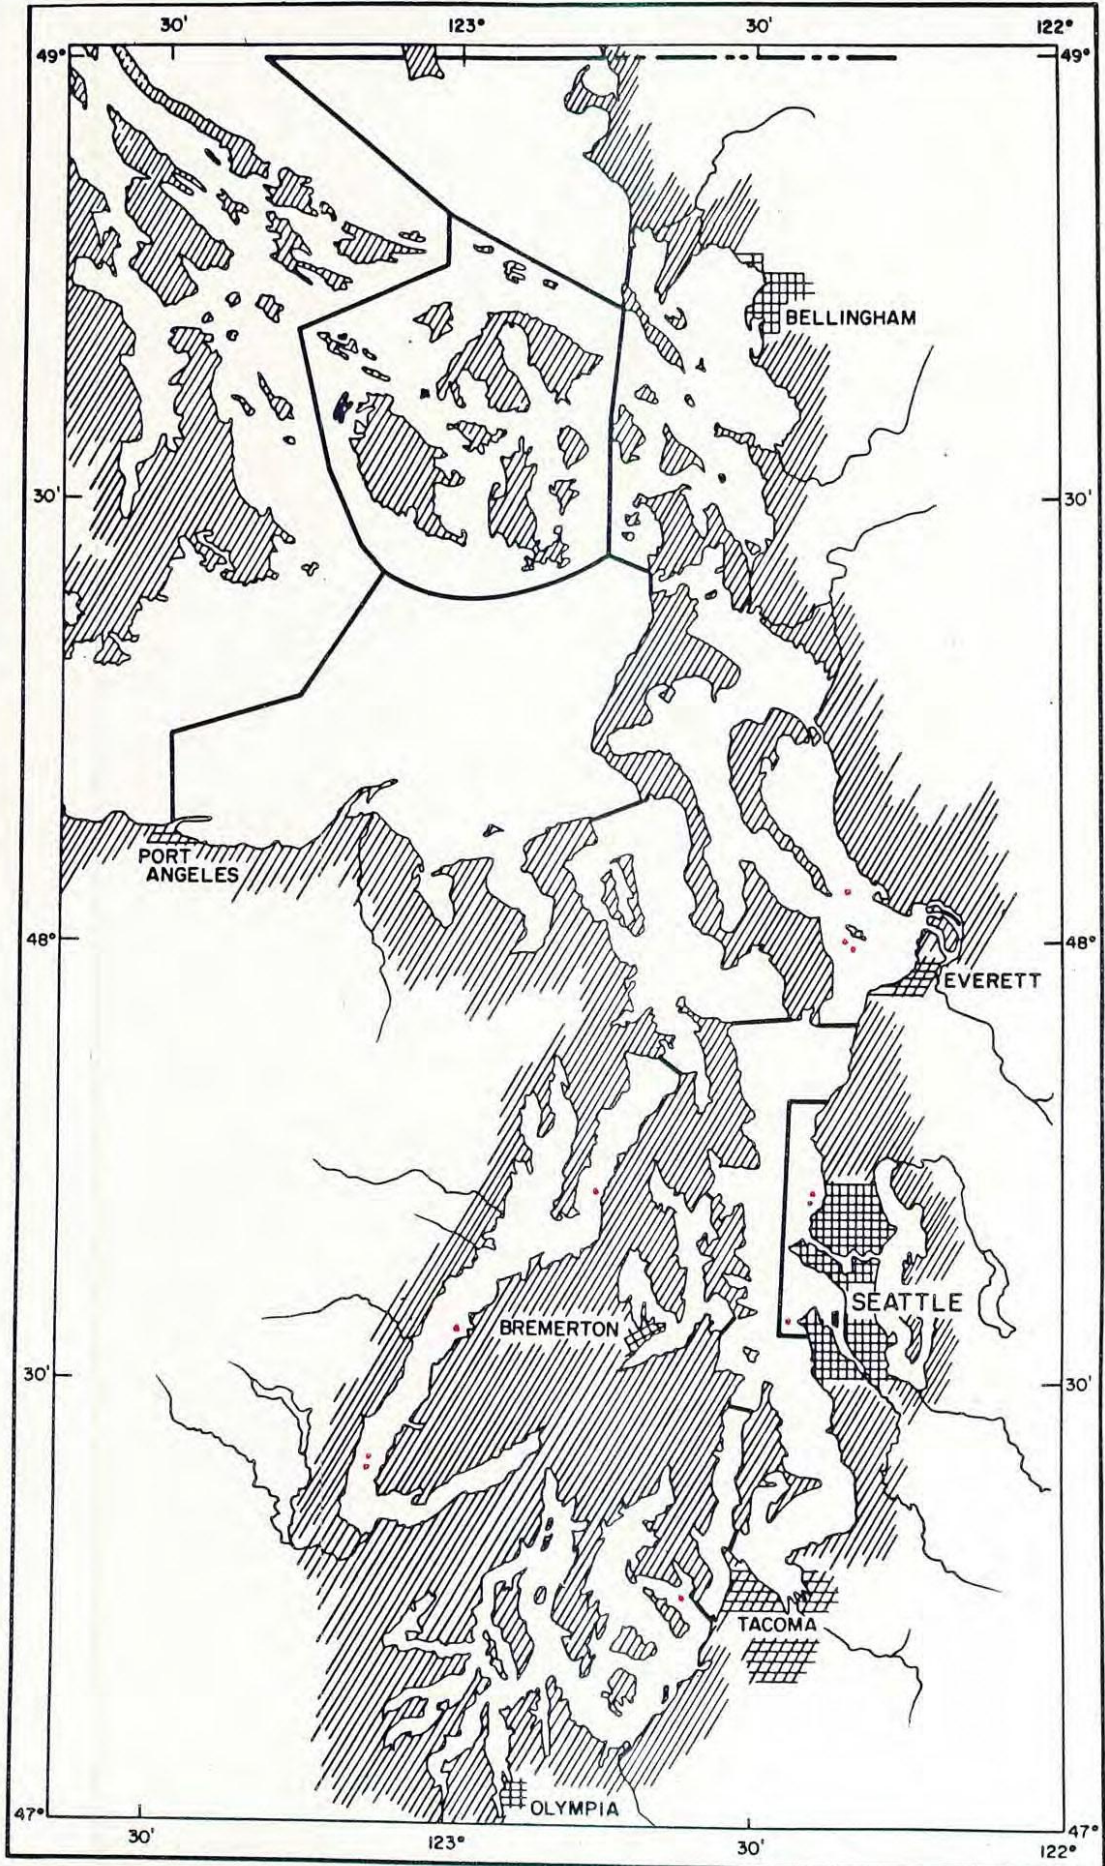 30' 123° 30' 122°
49° 49°
BELLINGHAM
30' 30'
PORT
ANGELES
48° 48°
EVERETT
SEATTLE
BREMERTON
30' 30'
TACOMA
OLYMPIA
47° 47°
30' 123° 30' 122°